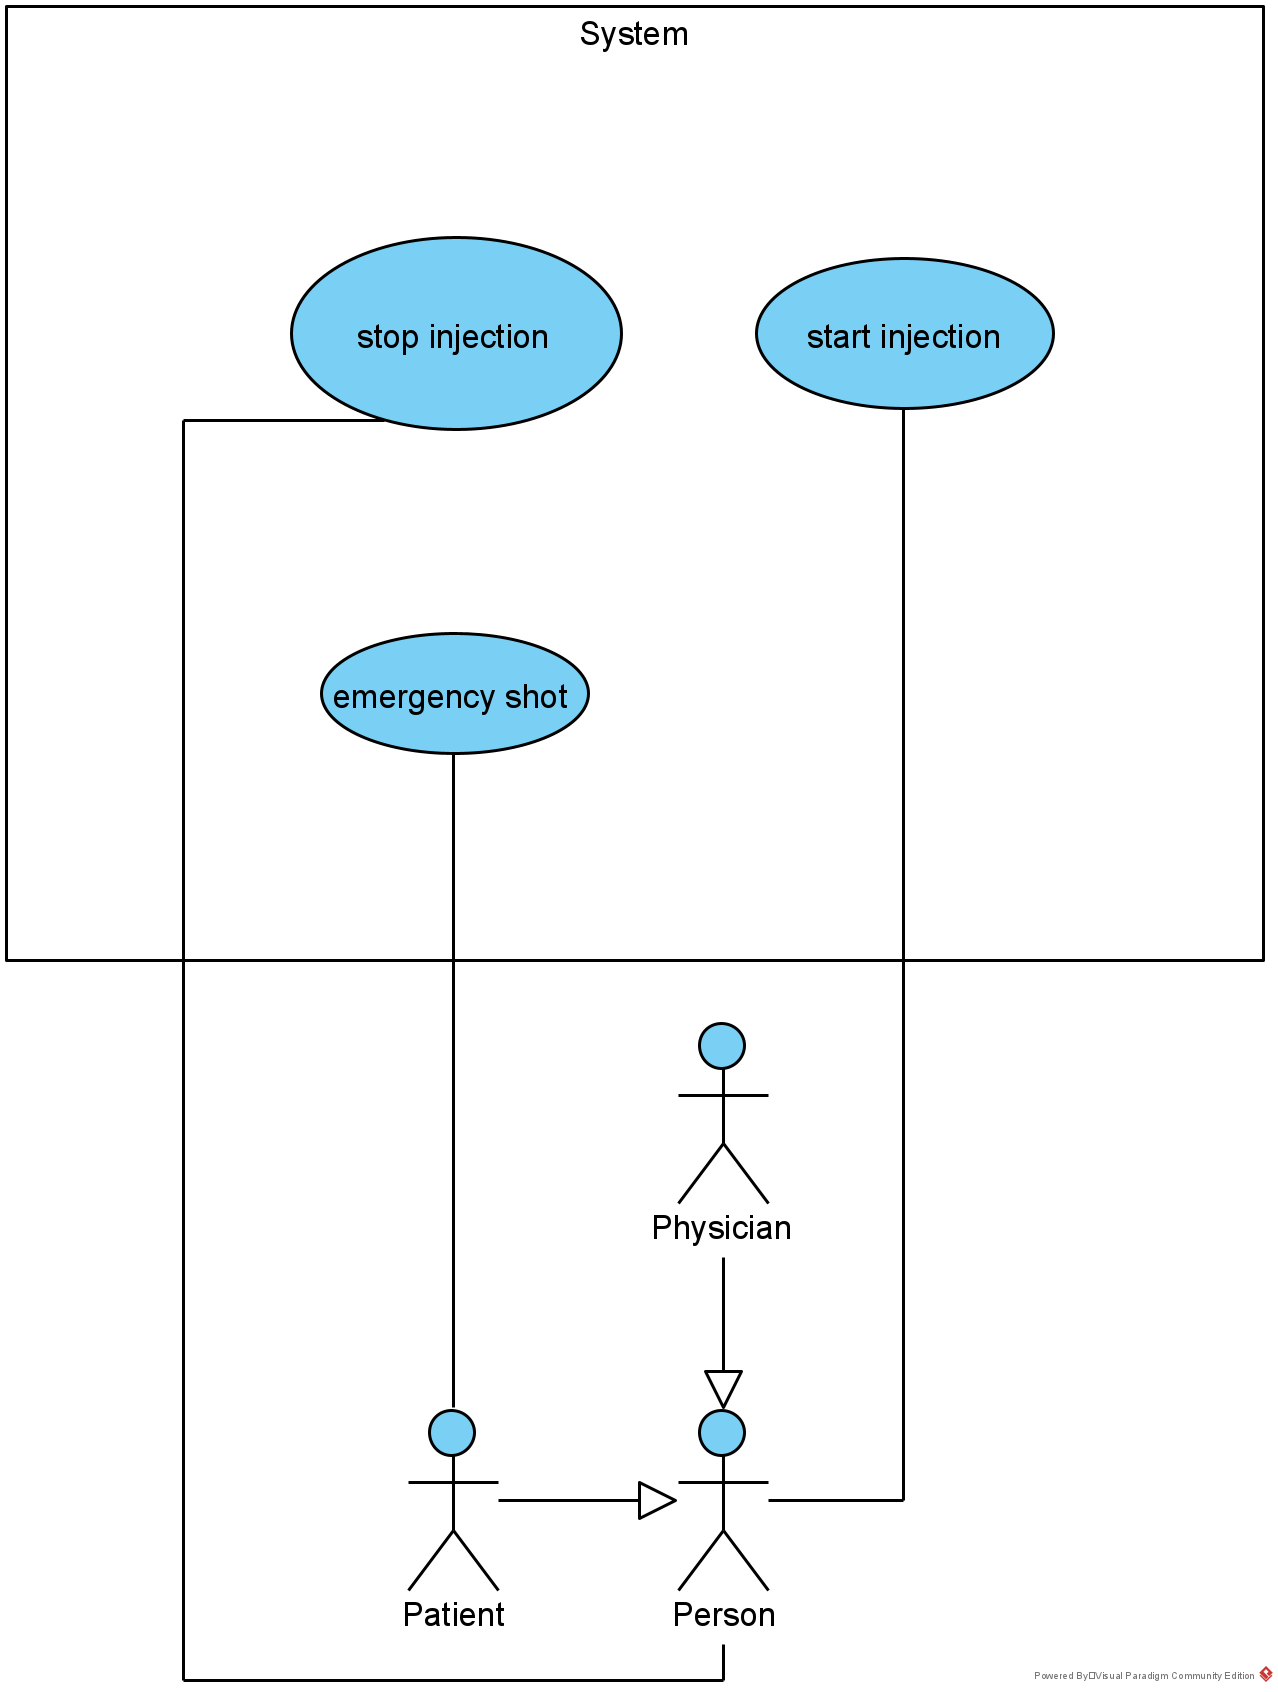 System
stop injection
start injection
emergency shot
Physician
Patient
Person
Powered By□Visual Paradigm Community Edition